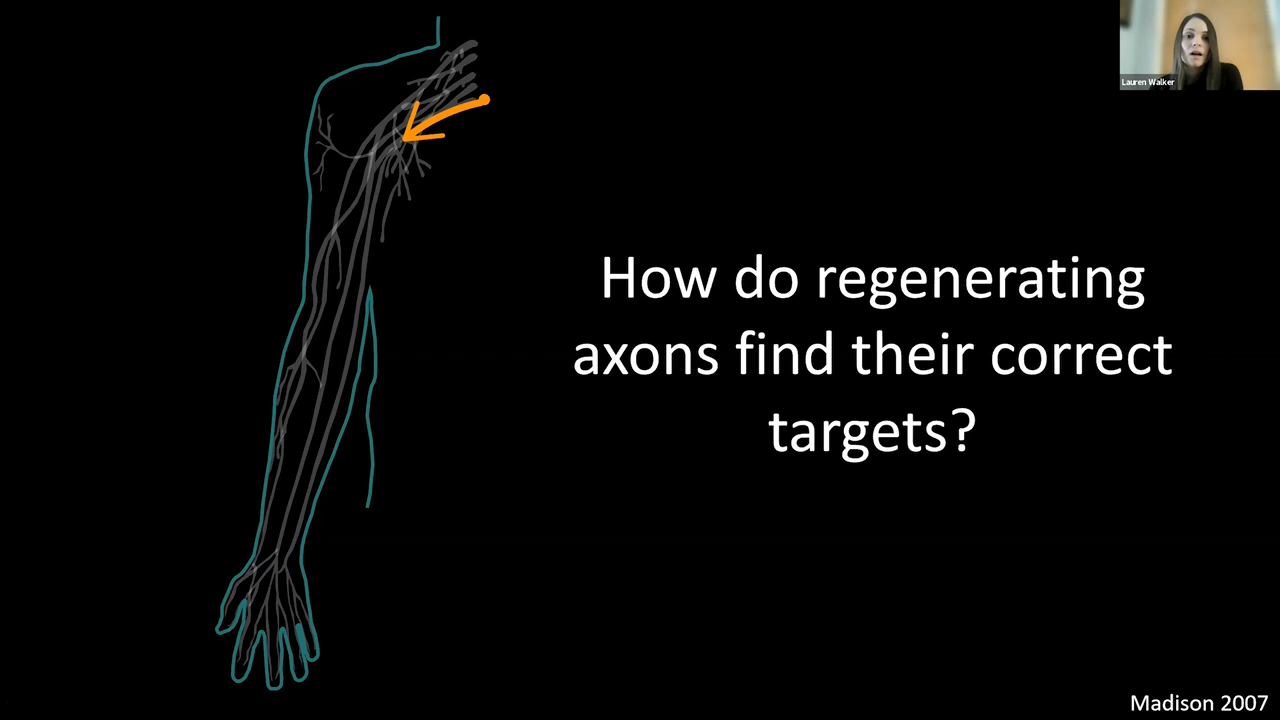 Lauren Walker
How do regenerating
axons find their correct
targets?
Madison 2007